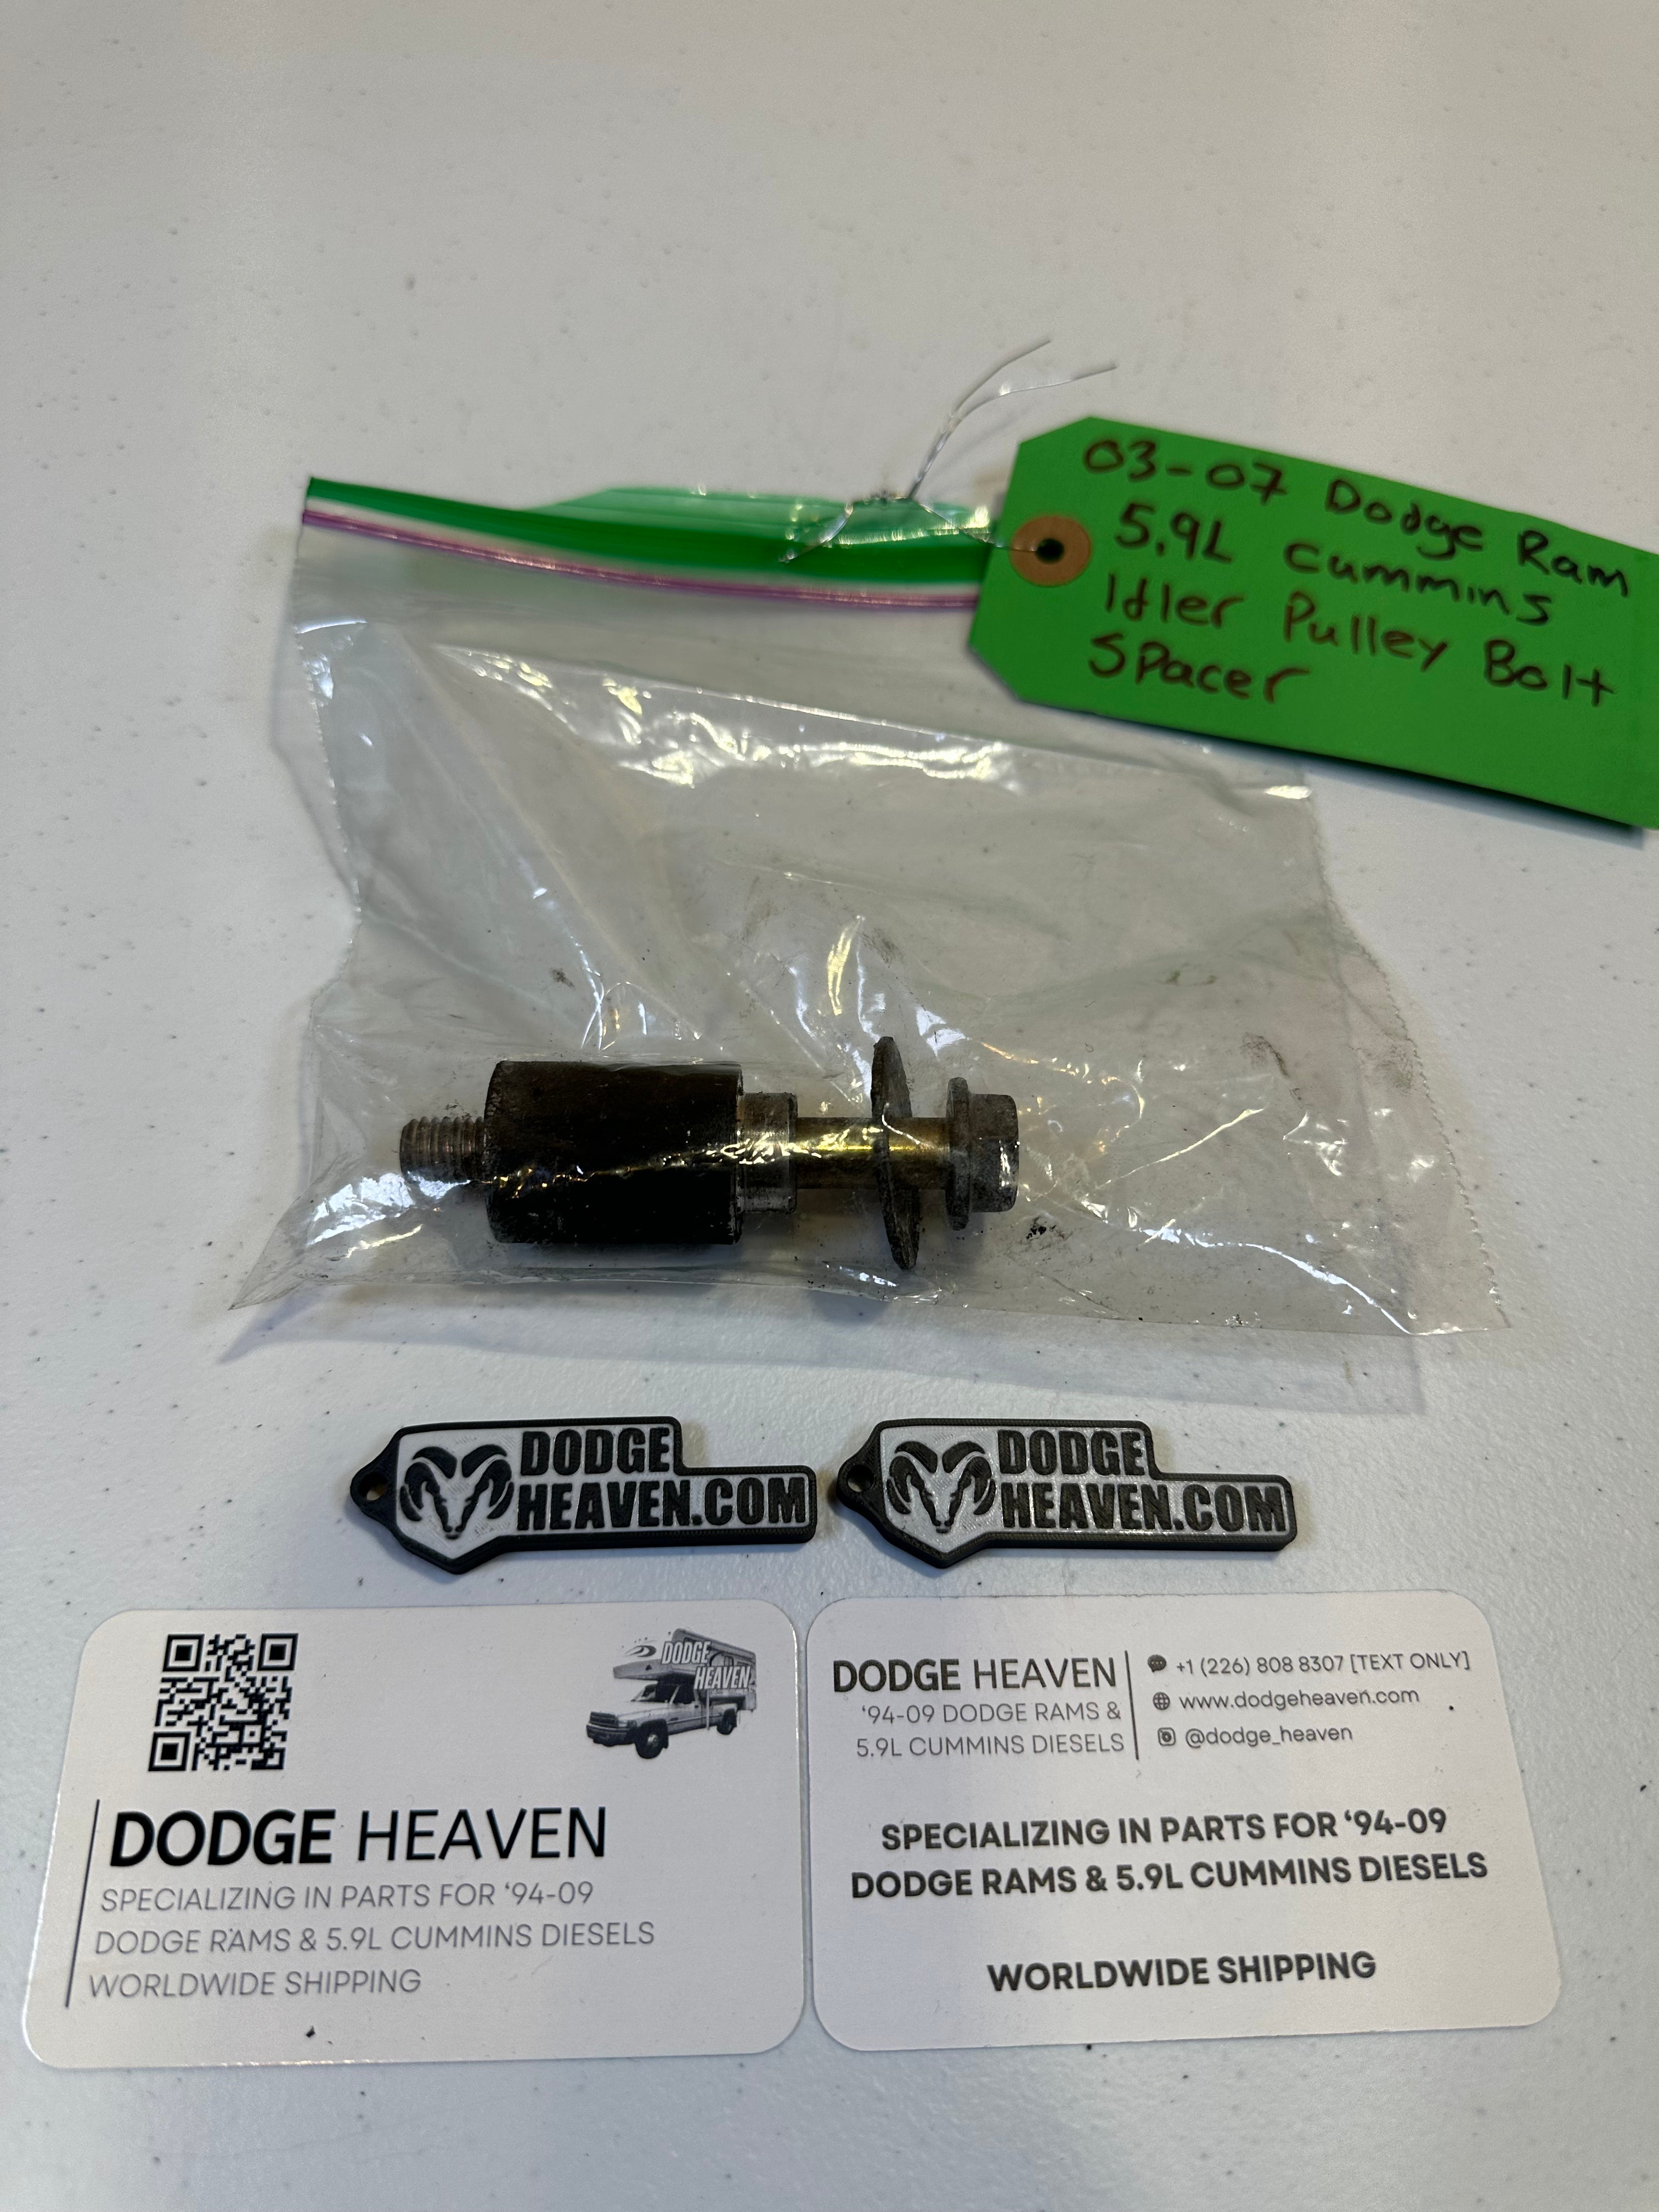 03-07 Dodge Ram
5.9L Cummins
Idler Pulley Bolt
Spacer
DODGE
HEAVEN.COM
DODGE
HEAVEN.COM
DODGE
HEAVEN
DODGE HEAVEN
SPECIALIZING IN PARTS FOR ‘94-09
DODGE RAMS & 5.9L CUMMINS DIESELS
WORLDWIDE SHIPPING
DODGE HEAVEN
‘94-09 DODGE RAMS &
5.9L CUMMINS DIESELS
+1 (226) 808 8307 [TEXT ONLY]
www.dodgeheaven.com
@dodge_heaven
SPECIALIZING IN PARTS FOR ‘94-09
DODGE RAMS & 5.9L CUMMINS DIESELS
WORLDWIDE SHIPPING